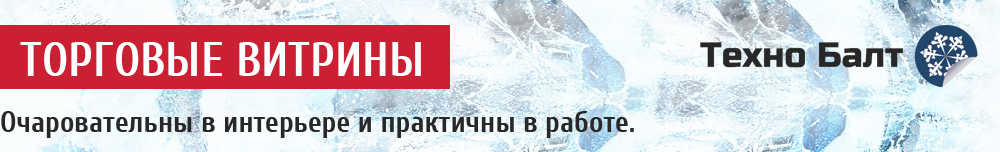 ТОРГОВЫЕ ВИТРИНЫ
Техно Балт
Очаровательны в интерьере и практичны в работе.